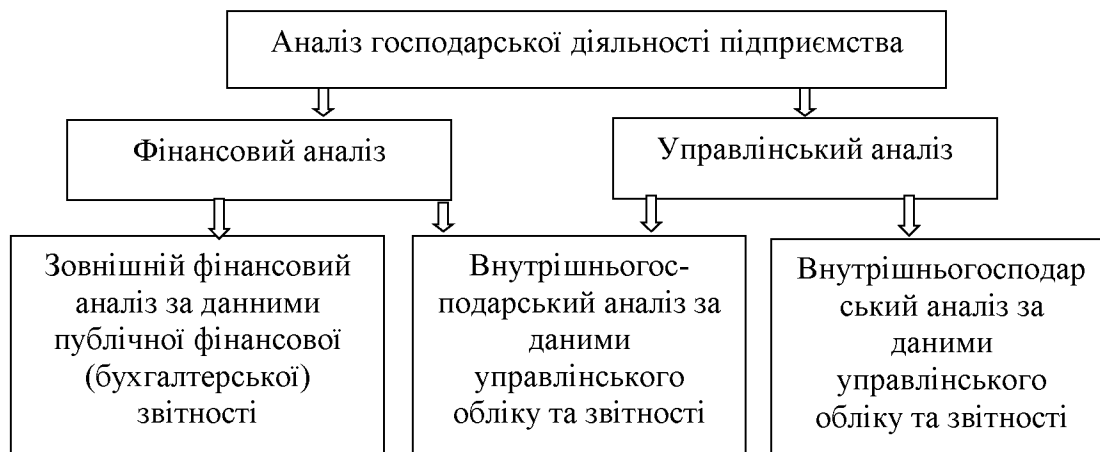 Аналіз господарської діяльності підприємства
Фінансовий аналіз
Управлінський аналіз
Зовнішній фінансовий
аналіз за данними
публічної фінансової
(бухгалтерської)
звітності
Внутрішньогос-
подарський аналіз за
даними
управлінського
обліку та звітності
Внутрішньогосподар
ський аналіз за
даними
управлінського
обліку та звітності